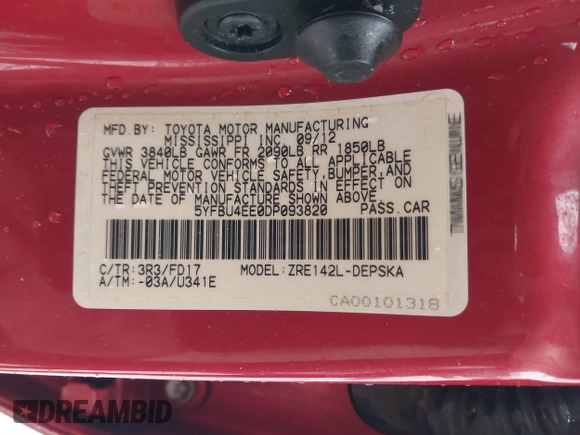 MFD.BY: TOYOTA MOTOR MANUFACTURING
MISSISSIPPI INC 09/12
GVWR 3840LB GAWR FR 2090LB RR 1850LB
THIS VEHICLE CONFORMS TO ALL APPLICABLE
FEDERAL MOTOR VEHICLE SAFETY,BUMPER,AND
THEFT PREVENTION STANDARDS IN EFFECT ON
THE DATE OF MANUFACTURE SHOWN ABOVE.
5YFBU4EE0DP093820 PASS.CAR
C/TR:3R3/FD17 MODEL:ZRE142L-DEPSKA
A/TM:-03A/U341E
CA00101318
GENUINE
DREAMBID